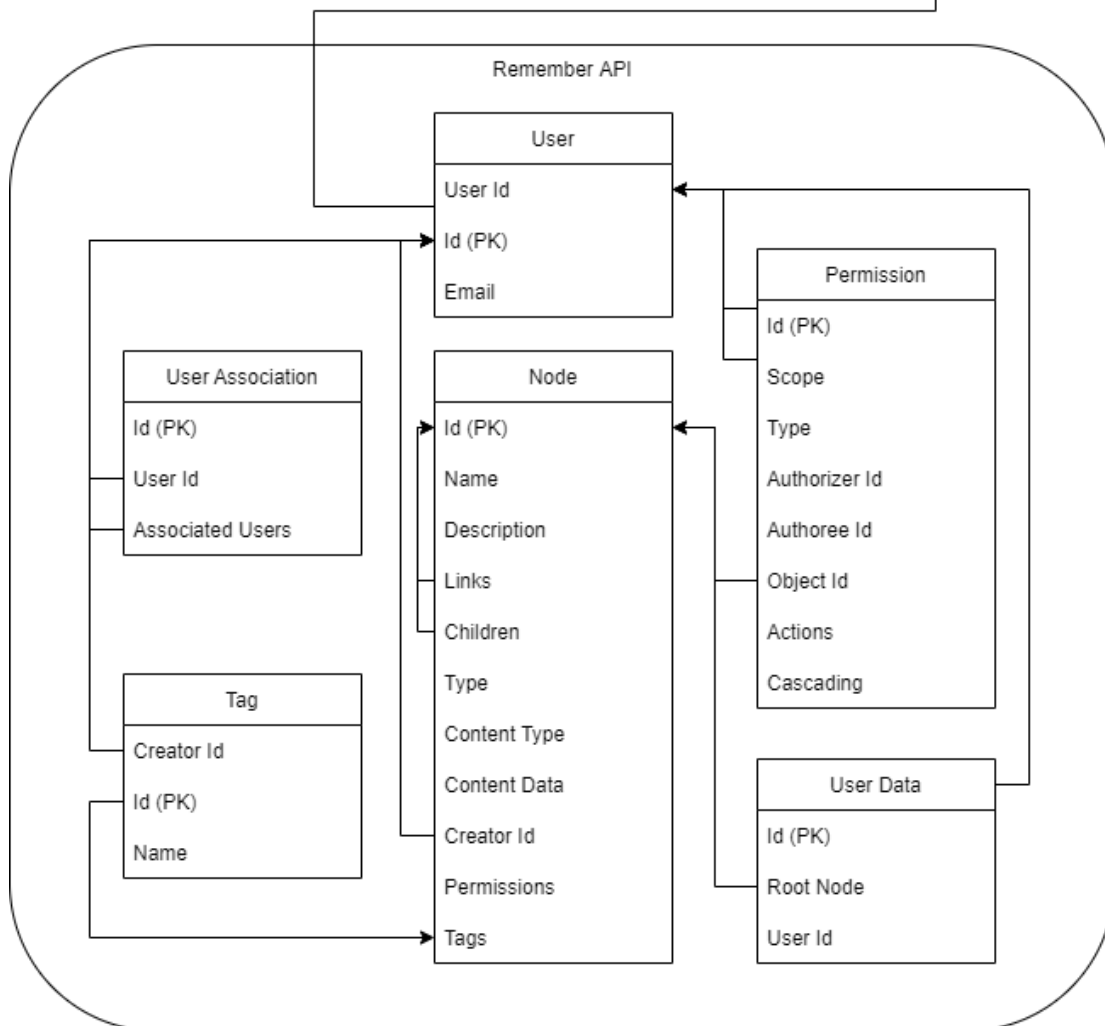 Remember API
User
User Id
Id (PK)
Email
User Association
Id (PK)
User Id
Associated Users
Tag
Creator Id
Id (PK)
Name
Node
Id (PK)
Name
Description
Links
Children
Type
Content Type
Content Data
Creator Id
Permissions
Tags
Permission
Id (PK)
Scope
Type
Authorizer Id
Authoree Id
Object Id
Actions
Cascading
User Data
Id (PK)
Root Node
User Id